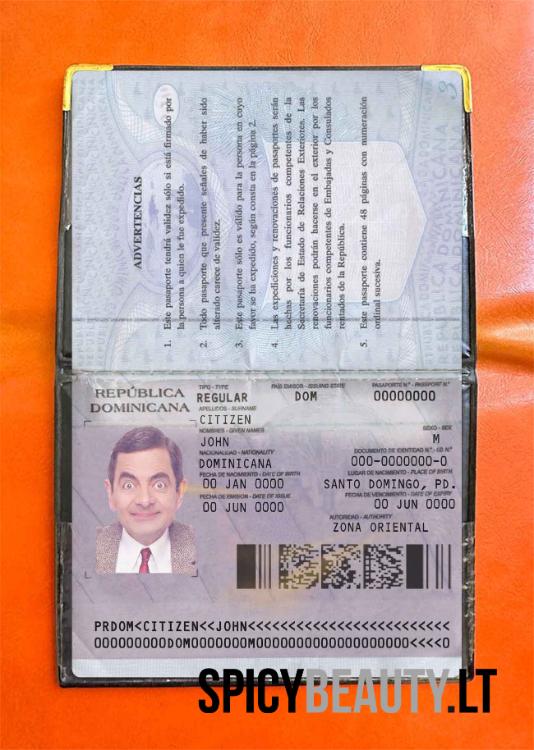 ADVERTENCIAS
1. Este pasaporte tendrá validez sólo si está firmado por
la persona a quien le fue expedido.
2. Todo pasaporte que presente señales de haber sido
alterado carece de validez.
3. Este pasaporte sólo es válido para la persona en cuyo
favor se ha expedido, según consta en la página 2.
4. Las expediciones y renovaciones de pasaportes serán
hechas por los funcionarios competentes de la
Secretaría de Estado de Relaciones Exteriores. Las
renovaciones podrán hacerse en el exterior por los
funcionarios competentes de Embajadas y Consulados
rentados de la República.
5. Este pasaporte contiene 48 páginas con numeración
ordinal sucesiva.
REPÚBLICA
DOMINICANA
TIPO - TYPE
REGULAR
PAIS EMISOR - ISSUING STATE
DOM
PASAPORTE N.º - PASSPORT N.º
00000000
APELLIDOS - SURNAME
CITIZEN
NOMBRES - GIVEN NAMES
JOHN
SEXO - SEX
M
NACIONALIDAD - NATIONALITY
DOMINICANA
DOCUMENTO DE IDENTIDAD N.º - ID N.º
000-0000000-0
FECHA DE NACIMIENTO - DATE OF BIRTH
00 JAN 0000
LUGAR DE NACIMIENTO - PLACE OF BIRTH
SANTO DOMINGO, PD.
FECHA DE EMISION - DATE OF ISSUE
00 JUN 0000
FECHA DE VENCIMIENTO - DATE OF EXPIRY
00 JUN 0000
AUTORIDAD - AUTHORITY
ZONA ORIENTAL
PRDOM<CITIZEN<<JOHN<<<<<<<<<<<<<<<<<<<<<<<<<
000000000DOM0000000M000000000000000000<<<<0
SPICYBEAUTY.LT